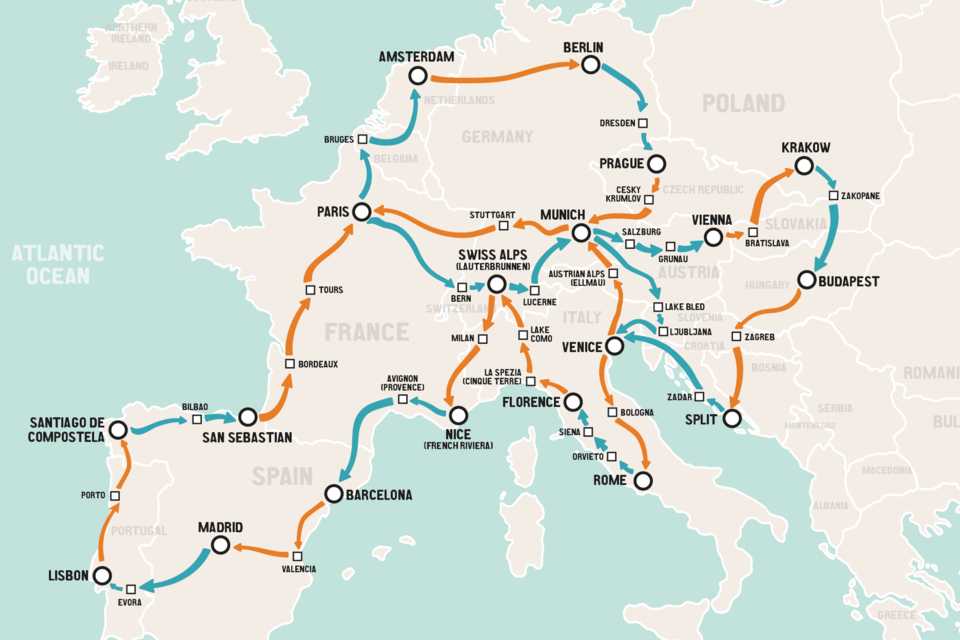 NORTHERN
IRELAND
IRELAND
ATLANTIC
OCEAN
AMSTERDAM
BERLIN
NETHERLANDS
POLAND
DRESDEN
GERMANY
BRUGES
BELGIUM
PRAGUE
KRAKOW
CESKY
KRUMLOV
CZECH REPUBLIC
ZAKOPANE
PARIS
STUTTGART
MUNICH
SALZBURG
VIENNA
SLOVAKIA
BRATISLAVA
GRUNAU
SWISS ALPS
(LAUTERBRUNNEN)
AUSTRIAN ALPS
(ELLMAU)
AUSTRIA
HUNGARY
BUDAPEST
TOURS
BERN
LUCERNE
SWITZERLAND
LAKE BLED
SLOVENIA
ITALY
LJUBLJANA
FRANCE
MILAN
LAKE
COMO
VENICE
CROATIA
ZAGREB
BORDEAUX
BOSNIA
ROMANI
AVIGNON
(PROVENCE)
LA SPEZIA
(CINQUE TERRE)
FLORENCE
ZADAR
SPLIT
SERBIA
BUL
MONTENEGRO
SANTIAGO DE
COMPOSTELA
BILBAO
SAN SEBASTIAN
NICE
(FRENCH RIVIERA)
BOLOGNA
SIENA
ORVIETO
ROME
MACEDONIA
ALBANIA
SPAIN
PORTO
BARCELONA
PORTUGAL
MADRID
VALENCIA
LISBON
EVORA
GREECE